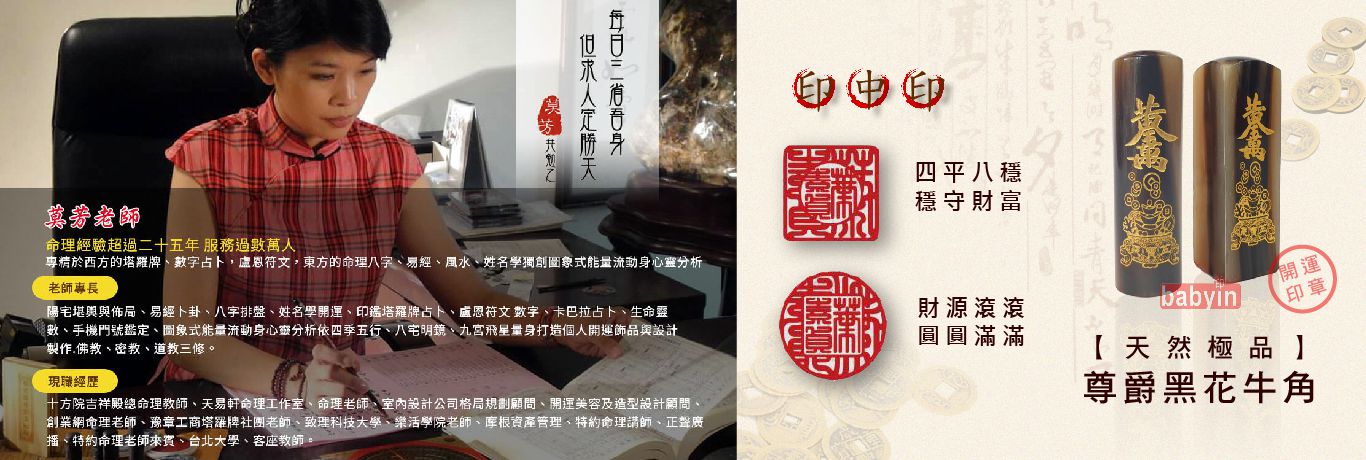 每日三省吾身
但求人定勝天
莫芳
共勉之
莫芳老師
命理經驗超過二十五年 服務過數萬人
專精於西方的塔羅牌、數字占卜，盧恩符文，東方的命理八字、易經、風水、姓名學獨創圖象式能量流動身心靈分析
老師專長
陽宅堪輿與佈局、易經卜卦、八字排盤、姓名學開運、印鑑塔羅牌占卜、盧恩符文 數字、卡巴拉占卜、生命靈
數、手機門號鑑定、圖象式能量流動身心靈分析依四季五行、八宅明鏡、九宮飛星量身打造個人開運飾品與設計
製作.佛教、密教、道教三修。
現職經歷
十方院吉祥殿總命理教師、天易軒命理工作室、命理老師、室內設計公司格局規劃顧問、開運美容及造型設計顧問、
創業網命理老師、豫章工商塔羅牌社團老師、致理科技大學、樂活學院老師、摩根資產管理、特約命理講師、正聲廣
播、特約命理老師來賓、台北大學、客座教師。
印中印
四平八穩
穩守財富
財源滾滾
圓圓滿滿
babyin
印
開運
印章
【天然極品】
尊爵黑花牛角